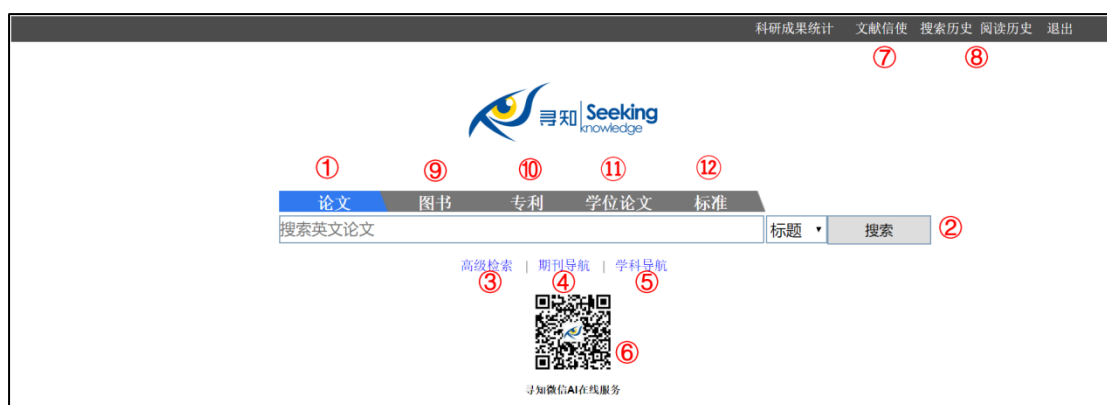 科研成果统计 文献信使 搜索历史 阅读历史 退出
⑦ ⑧
寻知 Seeking
knowledge
① ⑨ ⑩ ⑪ ⑫
论文 图书 专利 学位论文 标准
搜索英文论文 标题 搜索 ②
高级检索 | 期刊导航 | 学科导航
③ ④ ⑤
⑥
寻知微信AI在线服务